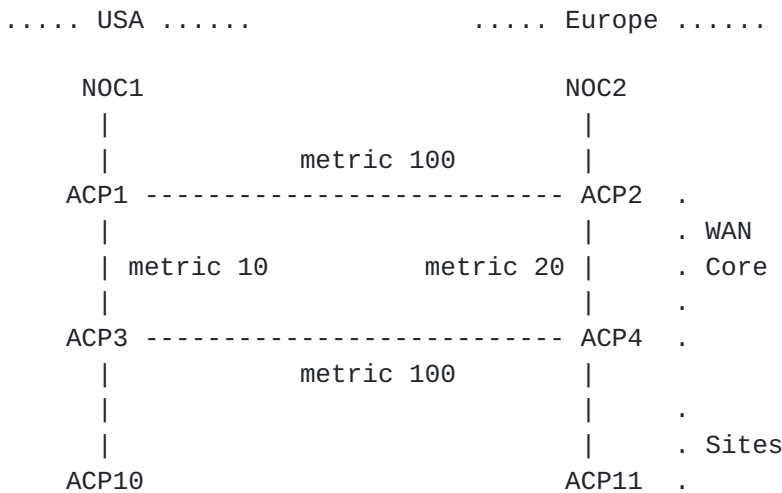 ..... USA ...... ..... Europe ......
NOC1 NOC2
| |
| metric 100 |
ACP1 --------------------------- ACP2 .
| | . WAN
| metric 10 metric 20 | . Core
| | .
ACP3 --------------------------- ACP4 .
| metric 100 |
| | .
| | . Sites
ACP10 ACP11 .